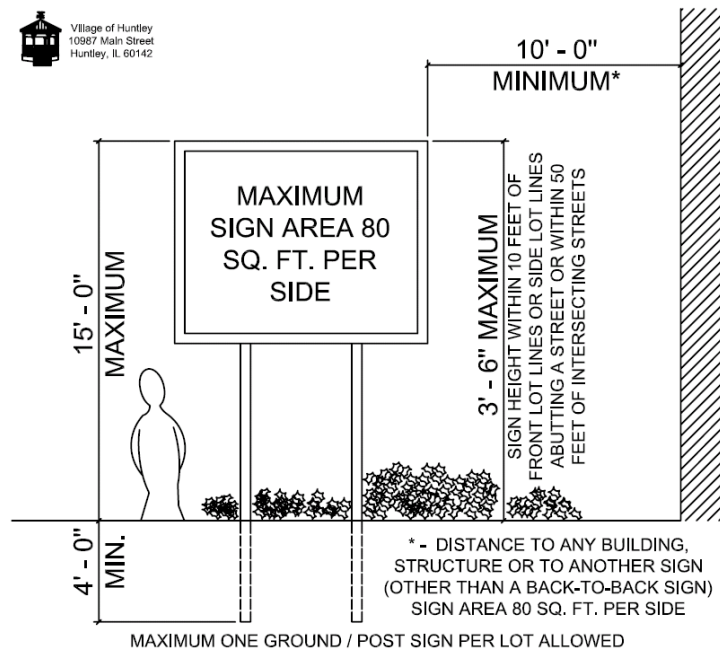 Village of Huntley
10987 Main Street
Huntley, IL 60142
10' - 0"
MINIMUM*
MAXIMUM
SIGN AREA 80
SQ. FT. PER
SIDE
15' - 0"
MAXIMUM
3' - 6" MAXIMUM
SIGN HEIGHT WITHIN 10 FEET OF
FRONT LOT LINES OR SIDE LOT LINES
ABUTTING A STREET OR WITHIN 50
FEET OF INTERSECTING STREETS
4' - 0"
MIN.
* - DISTANCE TO ANY BUILDING,
STRUCTURE OR TO ANOTHER SIGN
(OTHER THAN A BACK-TO-BACK SIGN)
SIGN AREA 80 SQ. FT. PER SIDE
MAXIMUM ONE GROUND / POST SIGN PER LOT ALLOWED